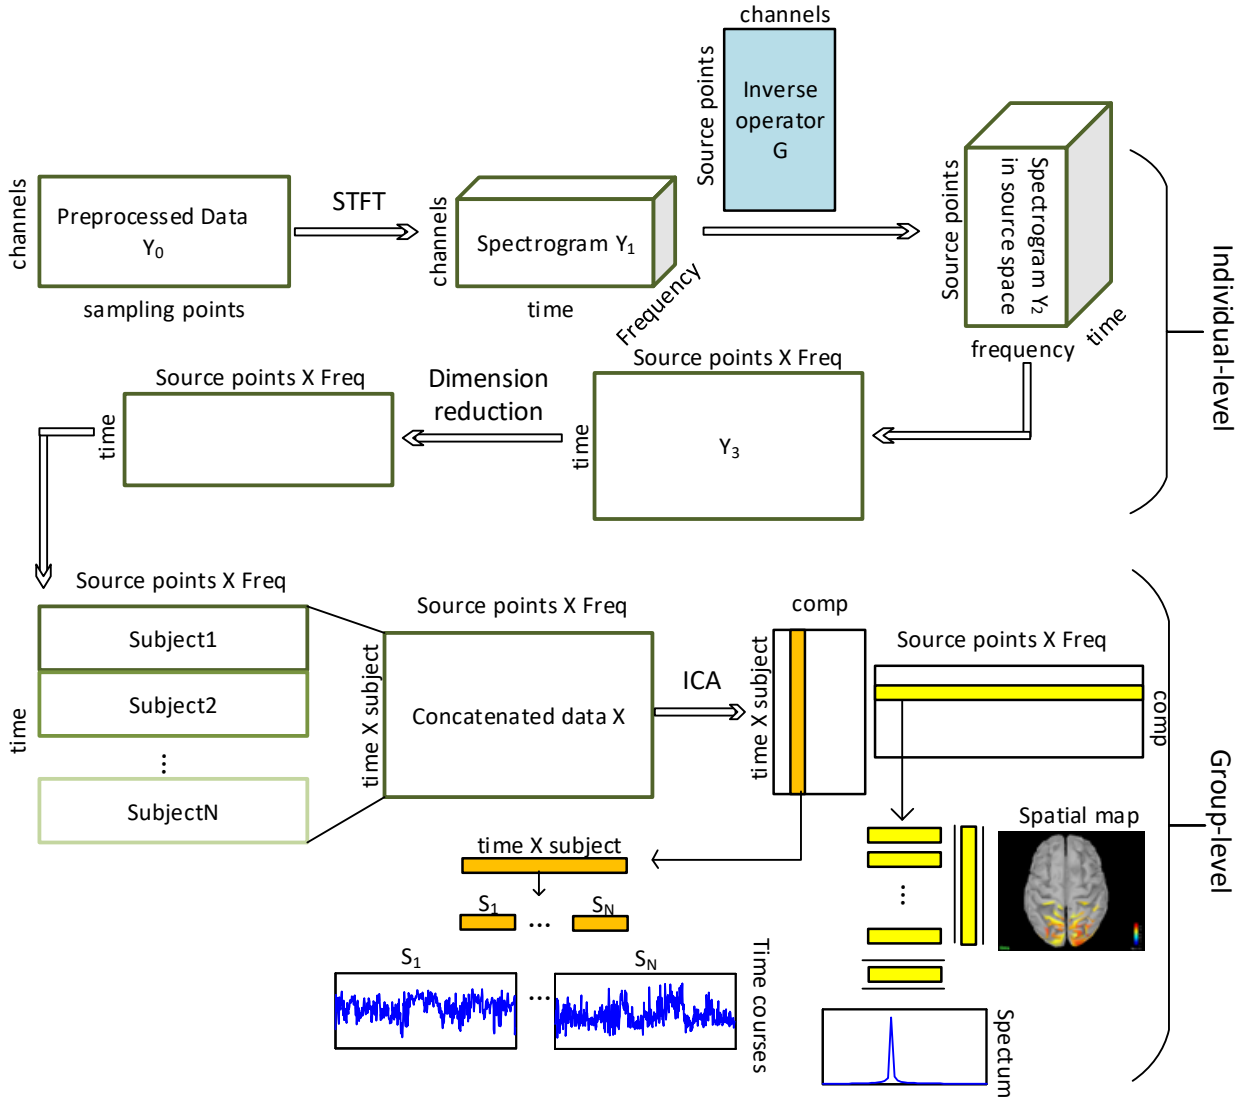 channels
Source points
Inverse
operator
G
channels
Preprocessed Data
Y0
sampling points
STFT
channels
Spectrogram Y1
time
Frequency
Source points
Spectrogram Y2
in source space
frequency
time
Individual-level
Source points X Freq
time
Y3
Dimension
reduction
Source points X Freq
time
Source points X Freq
time
Subject1
Subject2
...
SubjectN
Source points X Freq
time X subject
Concatenated data X
ICA
comp
time X subject
Source points X Freq
comp
Group-level
time X subject
S1
...
SN
S1
...
SN
Time courses
...
Spatial map
Spectum